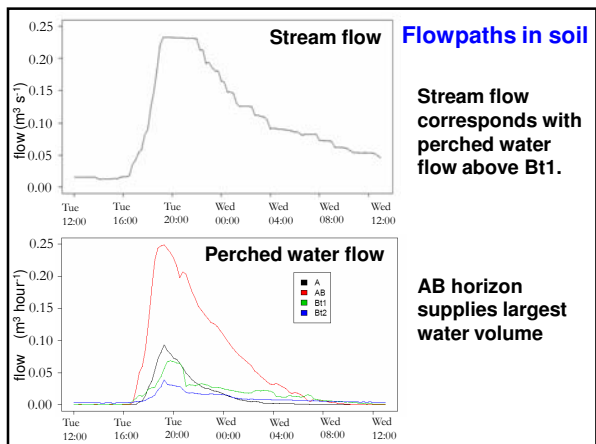 Stream flow
Flowpaths in soil
flow (m³ s⁻¹)
0.25
0.20
0.15
0.10
0.05
0.00
Tue Tue Tue Wed Wed Wed Wed
12:00 16:00 20:00 00:00 04:00 08:00 12:00
Stream flow
corresponds with
perched water
flow above Bt1.
Perched water flow
flow (m³ hour⁻¹)
0.25
0.20
0.15
0.10
0.05
0.00
A
AB
Bt1
Bt2
Tue Tue Tue Wed Wed Wed Wed
12:00 16:00 20:00 00:00 04:00 08:00 12:00
AB horizon
supplies largest
water volume